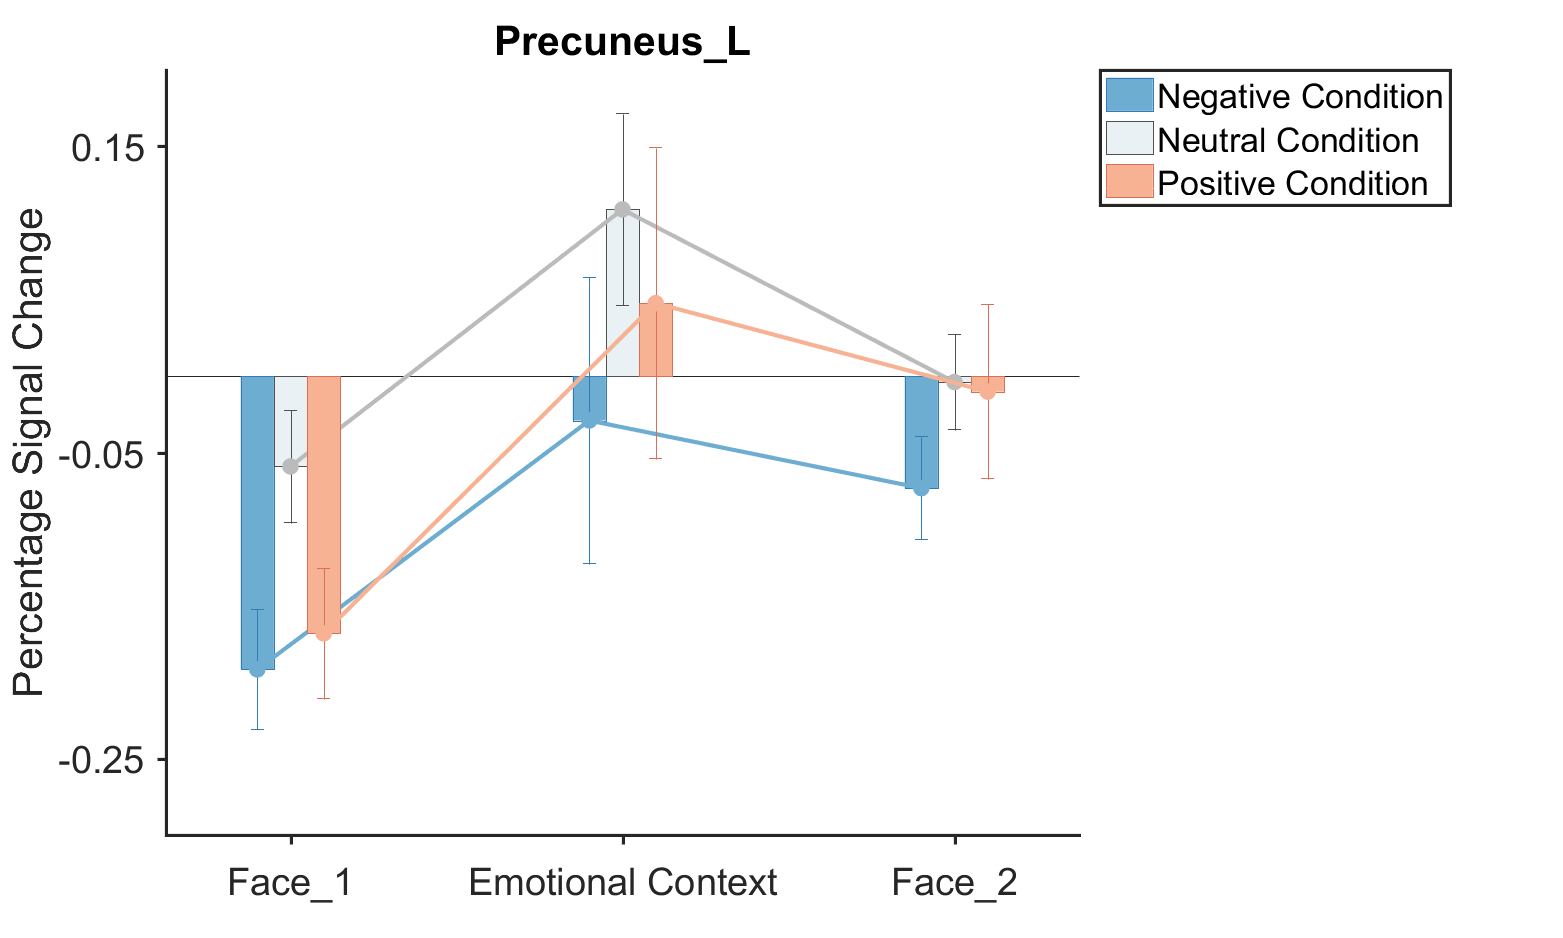 Precuneus_L
Negative Condition
Neutral Condition
Positive Condition
Percentage Signal Change
0.15
-0.05
-0.25
Face_1
Emotional Context
Face_2